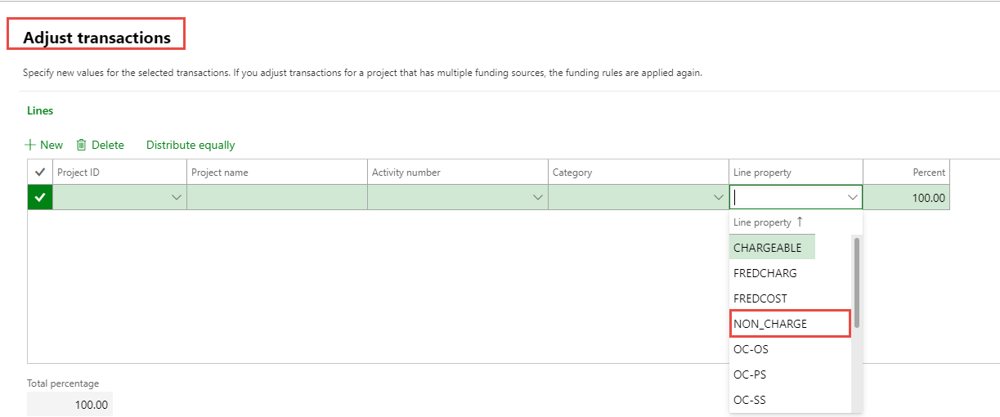 Adjust transactions
Specify new values for the selected transactions. If you adjust transactions for a project that has multiple funding sources, the funding rules are applied again.
Lines
New Delete Distribute equally
Project ID Project name Activity number Category Line property Percent
100.00
Line property ↑
CHARGEABLE
FREDCHARG
FREDCOST
NON_CHARGE
OC-OS
OC-PS
OC-SS
Total percentage
100.00